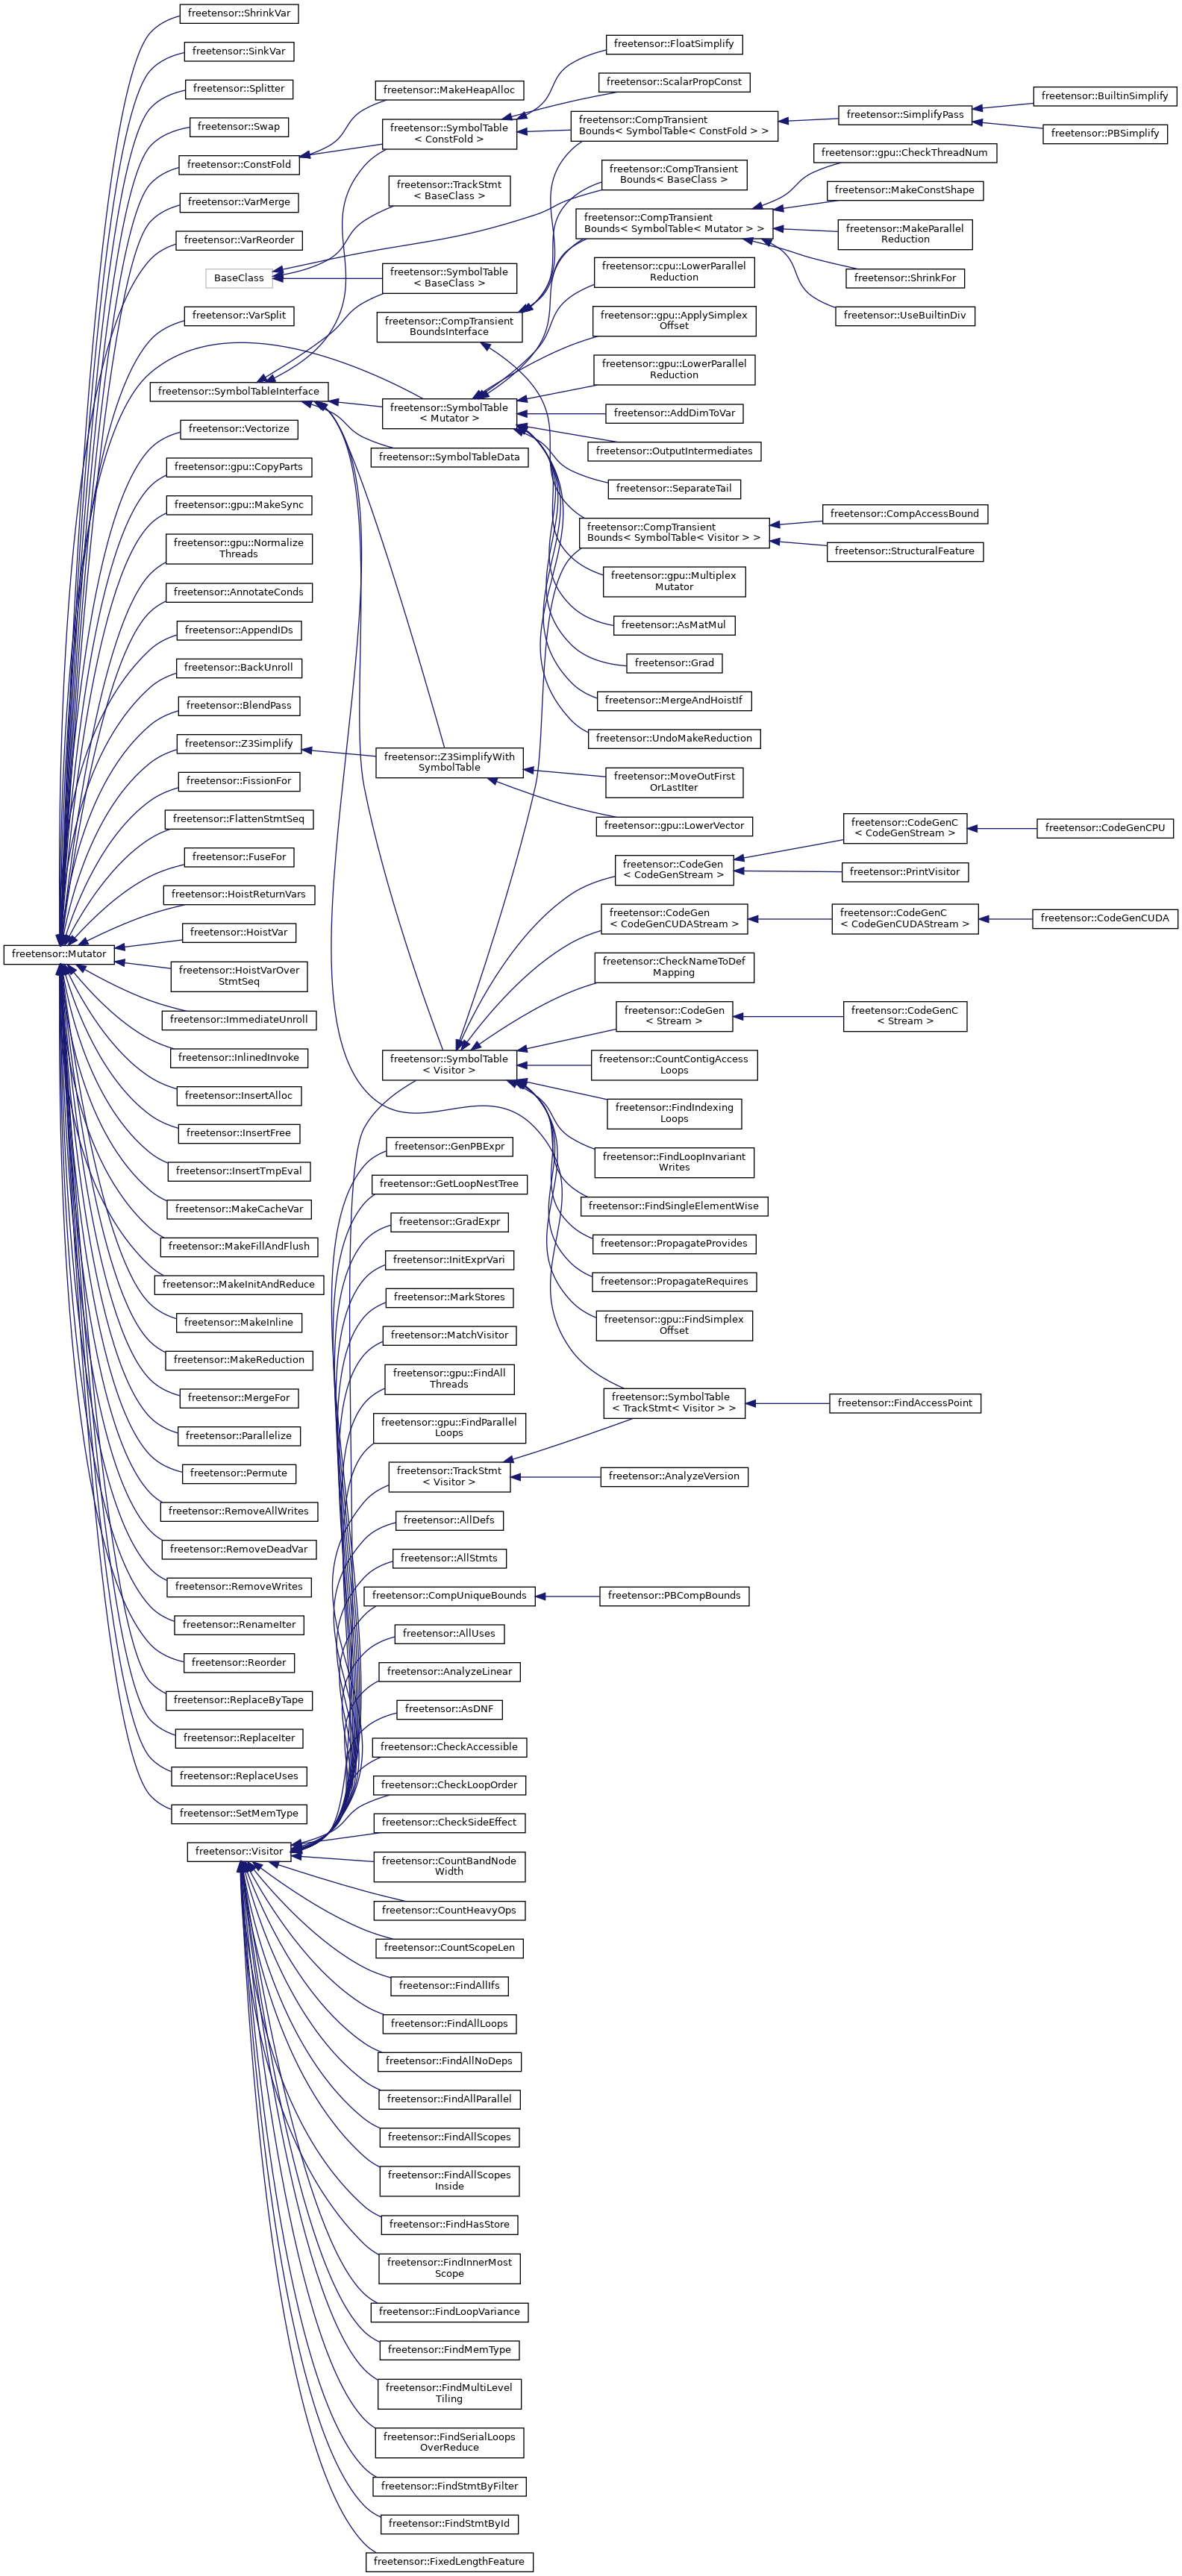 freetensor::ShrinkVar
freetensor::SinkVar
freetensor::Splitter
freetensor::Swap
freetensor::ConstFold
freetensor::VarMerge
freetensor::VarReorder
BaseClass
freetensor::VarSplit
freetensor::SymbolTableInterface
freetensor::Vectorize
freetensor::gpu::CopyParts
freetensor::gpu::MakeSync
freetensor::gpu::Normalize
Threads
freetensor::AnnotateConds
freetensor::AppendIDs
freetensor::BackUnroll
freetensor::BlendPass
freetensor::Z3Simplify
freetensor::FissionFor
freetensor::FlattenStmtSeq
freetensor::FuseFor
freetensor::HoistReturnVars
freetensor::HoistVar
freetensor::Mutator
freetensor::HoistVarOver
StmtSeq
freetensor::ImmediateUnroll
freetensor::InlinedInvoke
freetensor::InsertAlloc
freetensor::InsertFree
freetensor::InsertTmpEval
freetensor::MakeCacheVar
freetensor::MakeFillAndFlush
freetensor::MakeInitAndReduce
freetensor::MakeInline
freetensor::MakeReduction
freetensor::MergeFor
freetensor::Parallelize
freetensor::Permute
freetensor::RemoveAllWrites
freetensor::RemoveDeadVar
freetensor::RemoveWrites
freetensor::RenameIter
freetensor::Reorder
freetensor::ReplaceByTape
freetensor::ReplaceIter
freetensor::ReplaceUses
freetensor::SetMemType
freetensor::Visitor
freetensor::MakeHeapAlloc
freetensor::SymbolTable
< ConstFold >
freetensor::TrackStmt
< BaseClass >
freetensor::SymbolTable
< BaseClass >
freetensor::CompTransient
BoundsInterface
freetensor::SymbolTable
< Mutator >
freetensor::SymbolTableData
freetensor::Z3SimplifyWith
SymbolTable
freetensor::SymbolTable
< Visitor >
freetensor::GenPBExpr
freetensor::GetLoopNestTree
freetensor::GradExpr
freetensor::InitExprVari
freetensor::MarkStores
freetensor::MatchVisitor
freetensor::gpu::FindAll
Threads
freetensor::gpu::FindParallel
Loops
freetensor::TrackStmt
< Visitor >
freetensor::AllDefs
freetensor::AllStmts
freetensor::CompUniqueBounds
freetensor::AllUses
freetensor::AnalyzeLinear
freetensor::AsDNF
freetensor::CheckAccessible
freetensor::CheckLoopOrder
freetensor::CheckSideEffect
freetensor::CountBandNode
Width
freetensor::CountHeavyOps
freetensor::CountScopeLen
freetensor::FindAllIfs
freetensor::FindAllLoops
freetensor::FindAllNoDeps
freetensor::FindAllParallel
freetensor::FindAllScopes
freetensor::FindAllScopes
Inside
freetensor::FindHasStore
freetensor::FindInnerMost
Scope
freetensor::FindLoopVariance
freetensor::FindMemType
freetensor::FindMultiLevel
Tiling
freetensor::FindSerialLoops
OverReduce
freetensor::FindStmtByFilter
freetensor::FindStmtById
freetensor::FixedLengthFeature
freetensor::FloatSimplify
freetensor::ScalarPropConst
freetensor::CompTransient
Bounds< SymbolTable< ConstFold > >
freetensor::CompTransient
Bounds< BaseClass >
freetensor::CompTransient
Bounds< SymbolTable< Mutator > >
freetensor::cpu::LowerParallel
Reduction
freetensor::gpu::ApplySimplex
Offset
freetensor::gpu::LowerParallel
Reduction
freetensor::AddDimToVar
freetensor::OutputIntermediates
freetensor::SeparateTail
freetensor::CompTransient
Bounds< SymbolTable< Visitor > >
freetensor::gpu::Multiplex
Mutator
freetensor::AsMatMul
freetensor::Grad
freetensor::MergeAndHoistIf
freetensor::UndoMakeReduction
freetensor::MoveOutFirst
OrLastIter
freetensor::gpu::LowerVector
freetensor::CodeGen
< CodeGenStream >
freetensor::CodeGen
< CodeGenCUDAStream >
freetensor::CheckNameToDef
Mapping
freetensor::CodeGen
< Stream >
freetensor::CountContigAccess
Loops
freetensor::FindIndexing
Loops
freetensor::FindLoopInvariant
Writes
freetensor::FindSingleElementWise
freetensor::PropagateProvides
freetensor::PropagateRequires
freetensor::gpu::FindSimplex
Offset
freetensor::SymbolTable
< TrackStmt< Visitor > >
freetensor::AnalyzeVersion
freetensor::PBCompBounds
freetensor::SimplifyPass
freetensor::gpu::CheckThreadNum
freetensor::MakeConstShape
freetensor::MakeParallel
Reduction
freetensor::ShrinkFor
freetensor::UseBuiltinDiv
freetensor::CompAccessBound
freetensor::StructuralFeature
freetensor::CodeGenC
< CodeGenStream >
freetensor::PrintVisitor
freetensor::CodeGenC
< CodeGenCUDAStream >
freetensor::CodeGenC
< Stream >
freetensor::FindAccessPoint
freetensor::BuiltinSimplify
freetensor::PBSimplify
freetensor::CodeGenCPU
freetensor::CodeGenCUDA